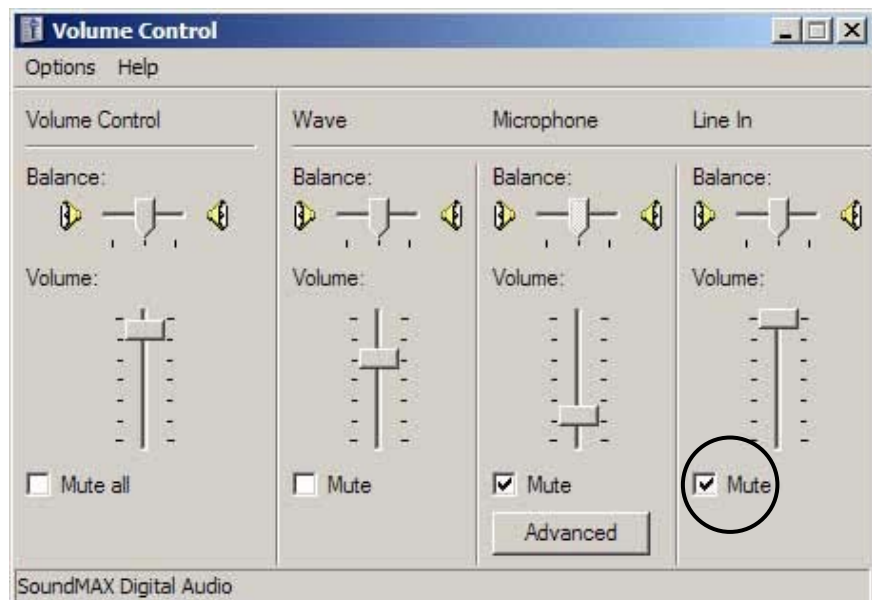 Volume Control
Options Help
Volume Control Wave Microphone Line In
Balance: Balance: Balance: Balance:
Volume: Volume: Volume: Volume:
Mute all Mute Mute Mute
Advanced
SoundMAX Digital Audio